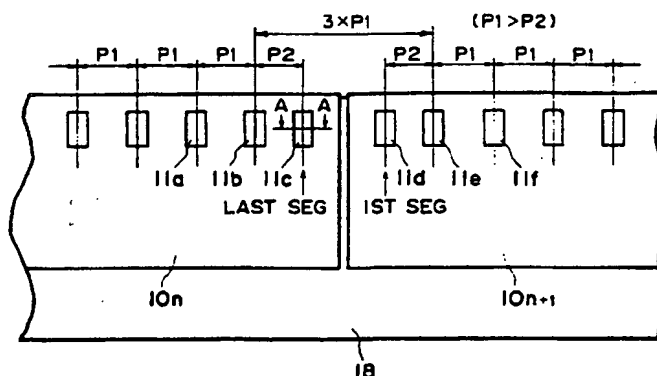 3×P1 (P1>P2)
P1 P1 P1 P2 P2 P1 P1 P1
A A
11a 11b 11c 11d 11e 11f
LAST SEG 1ST SEG
10n 10n+1
18